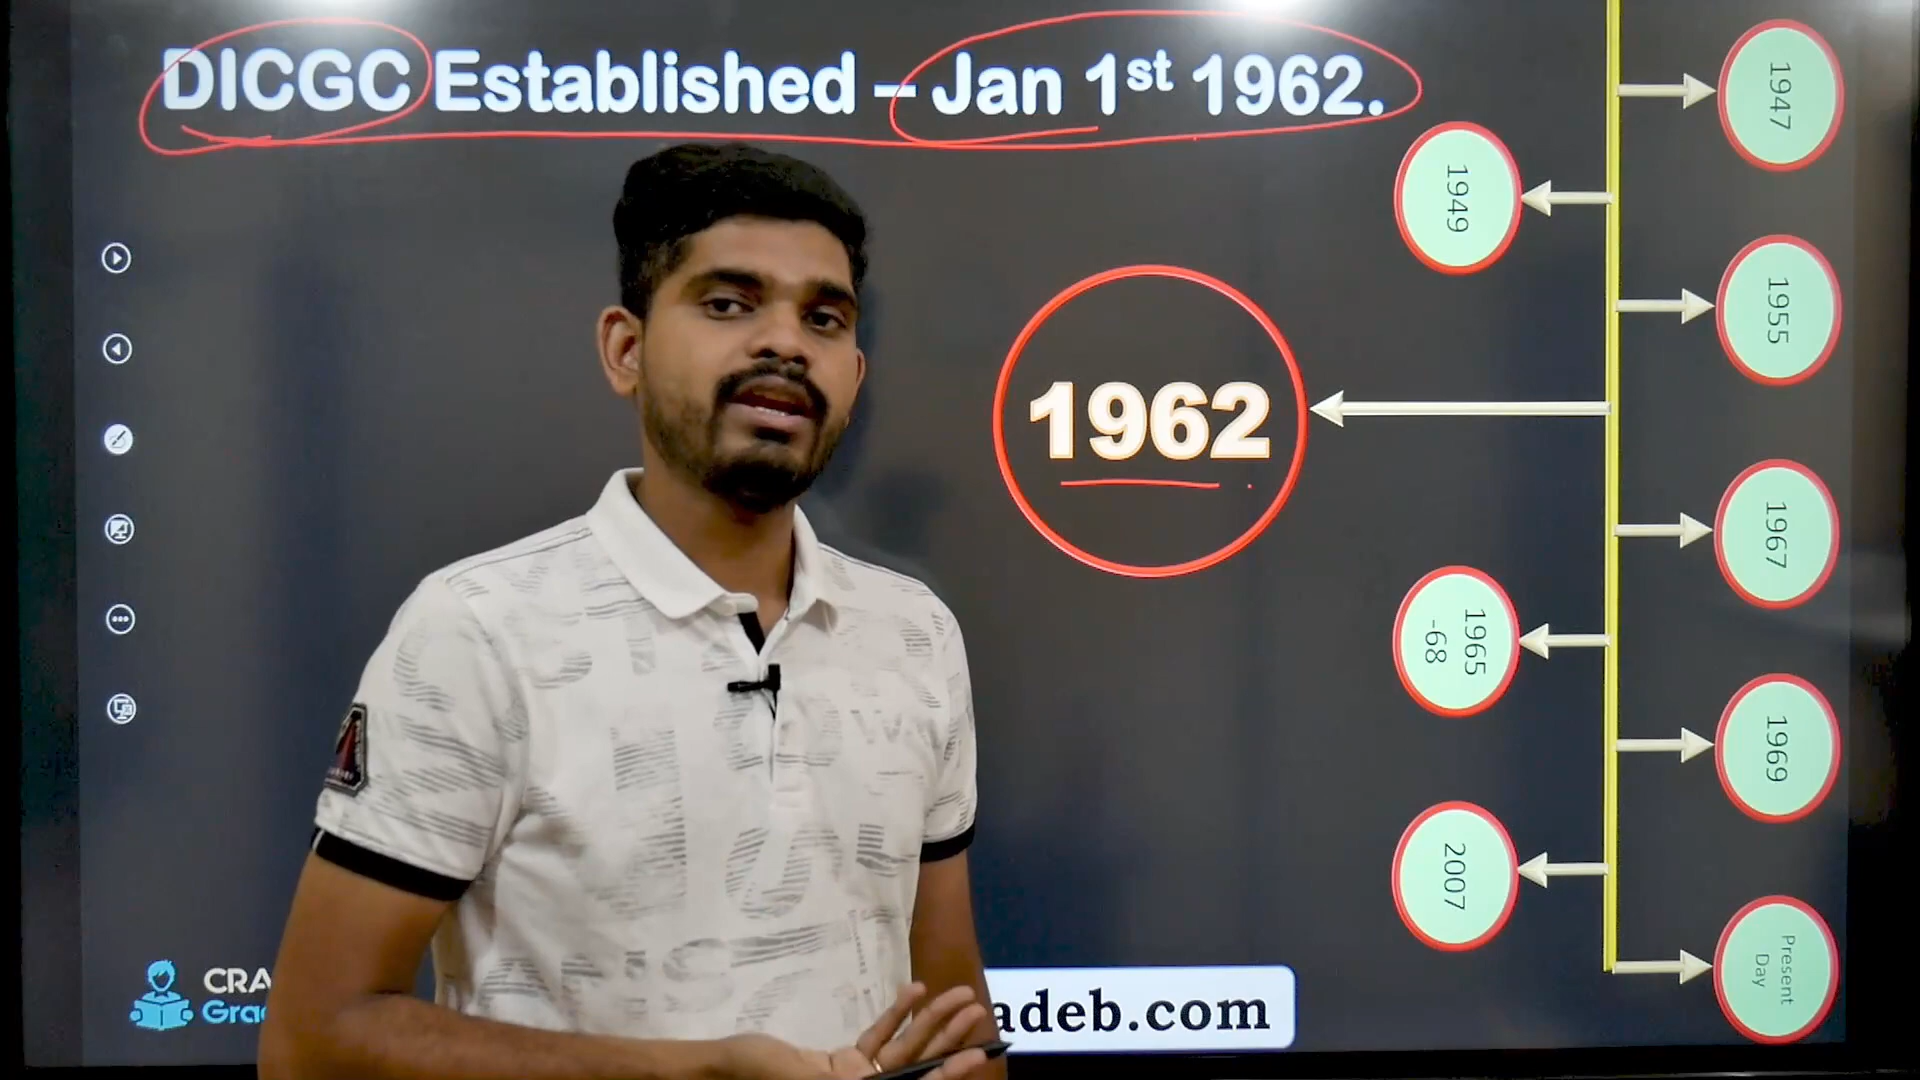 DICGC Established – Jan 1st 1962.
1947
1949
1955
1962
1967
1965
-68
1969
2007
Present
Day
CRA
Grad
adeb.com